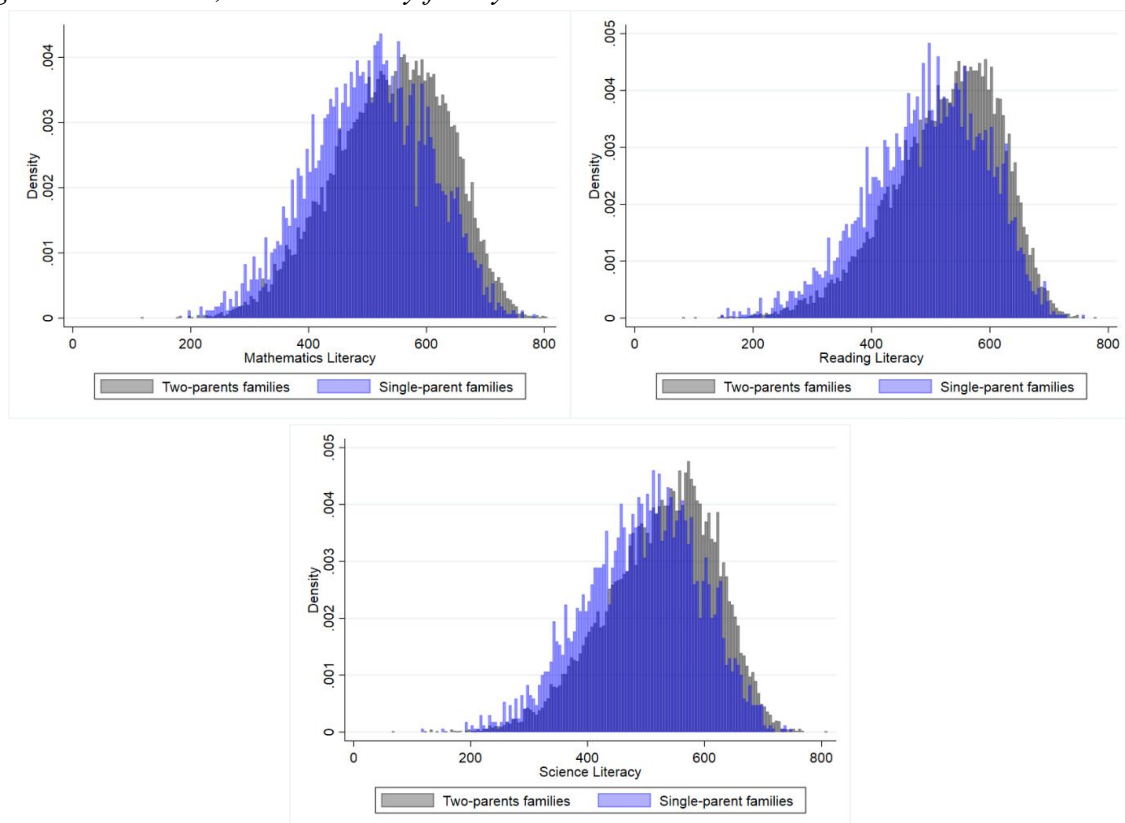 .004
.003
.002
.001
0
Density
0 200 400 600 800
Mathematics Literacy
Two-parents families Single-parent families
.005
.004
.003
.002
.001
0
Density
0 200 400 600 800
Reading Literacy
Two-parents families Single-parent families
.005
.004
.003
.002
.001
0
Density
0 200 400 600 800
Science Literacy
Two-parents families Single-parent families